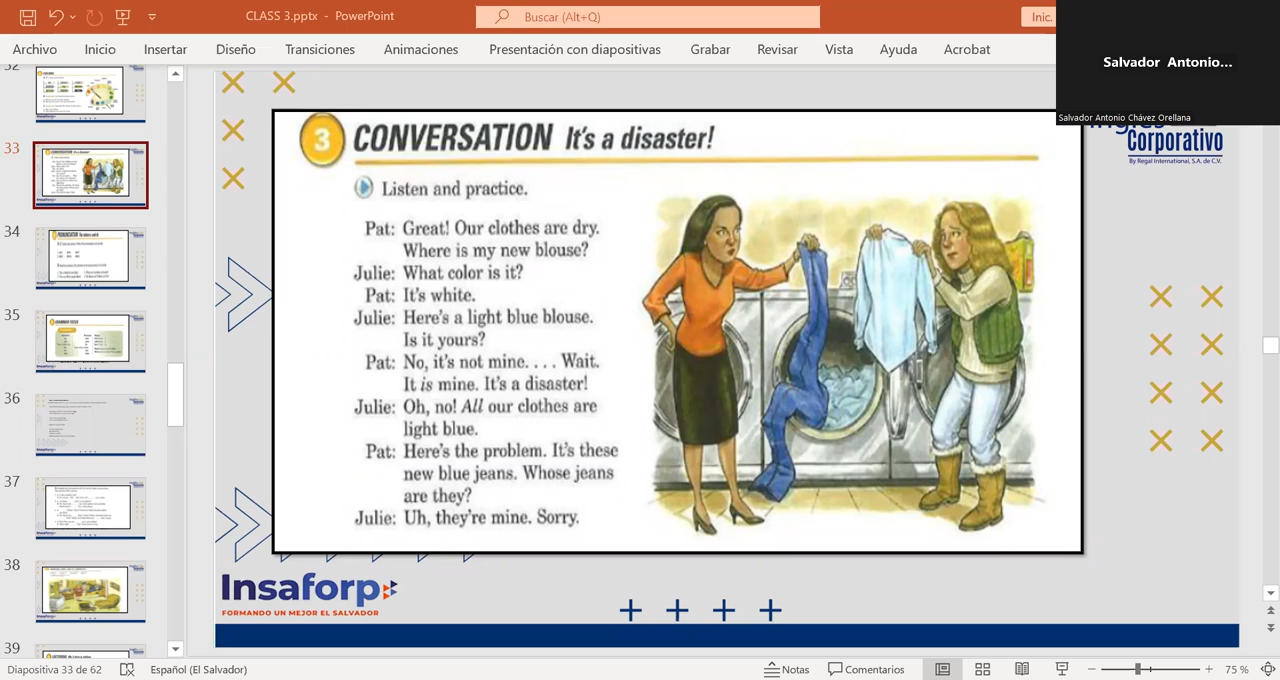 CLASS 3.pptx - PowerPoint
Buscar (Alt+Q)
Inic.
Archivo Inicio Insertar Diseño Transiciones Animaciones Presentación con diapositivas Grabar Revisar Vista Ayuda Acrobat
Salvador Antonio...
Salvador Antonio Chávez Orellana
32
33
34
35
36
37
38
39
3 CONVERSATION It's a disaster!
Listen and practice.
Pat: Great! Our clothes are dry.
Where is my new blouse?
Julie: What color is it?
Pat: It's white.
Julie: Here's a light blue blouse.
Is it yours?
Pat: No, it's not mine. . . . Wait.
It is mine. It's a disaster!
Julie: Oh, no! All our clothes are
light blue.
Pat: Here's the problem. It's these
new blue jeans. Whose jeans
are they?
Julie: Uh, they're mine. Sorry.
Corporativo
By Regal International, S.A. de C.V.
Insaforp
FORMANDO UN MEJOR EL SALVADOR
Diapositiva 33 de 62 Español (El Salvador) Notas Comentarios 75 %